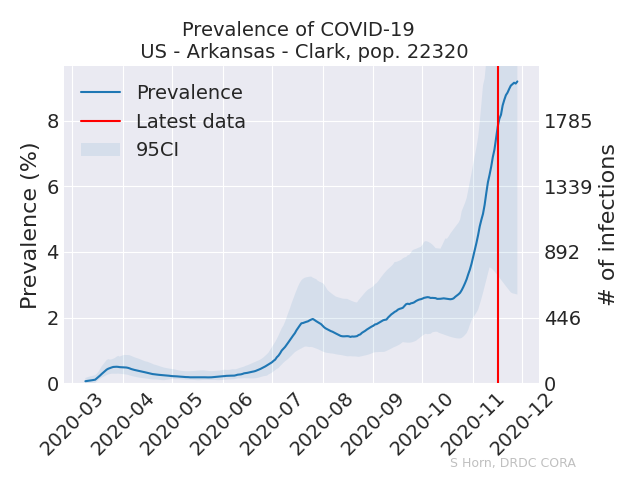 Prevalence of COVID-19
US - Arkansas - Clark, pop. 22320
Prevalence
Latest data
95CI
Prevalence (%)
8
6
4
2
0
1785
1339
892
446
0
# of infections
2020-03
2020-04
2020-05
2020-06
2020-07
2020-08
2020-09
2020-10
2020-11
2020-12
S Horn, DRDC CORA